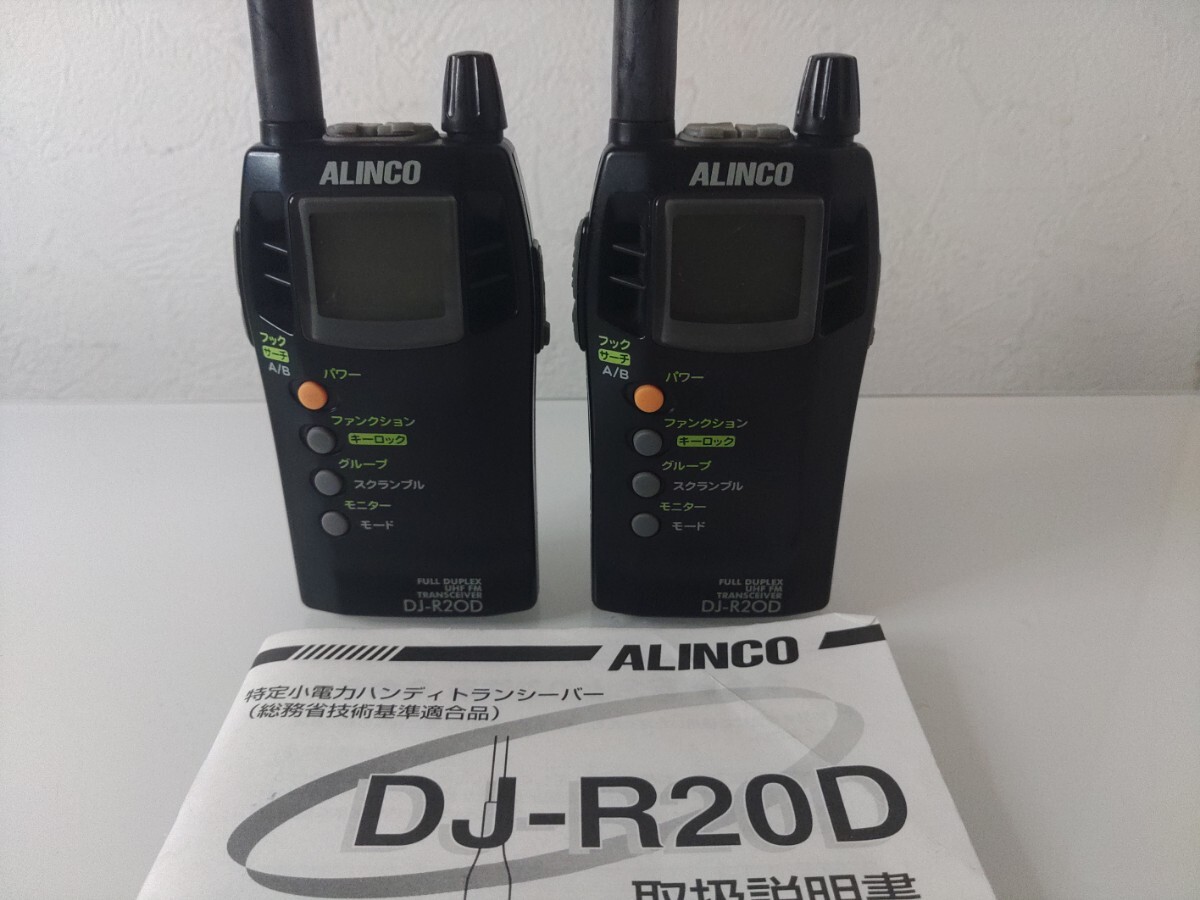 ALINCO
フック
サーチ
A/B
パワー
ファンクション
キーロック
グループ
スクランブル
モニター
モード
FULL DUPLEX
UHF FM
TRANSCEIVER
DJ-R20D
ALINCO
フック
サーチ
A/B
パワー
ファンクション
キーロック
グループ
スクランブル
モニター
モード
FULL DUPLEX
UHF FM
TRANSCEIVER
DJ-R20D
ALINCO
特定小電力ハンディトランシーバー
（総務省技術基準適合品）
DJ-R20D
取扱説明書